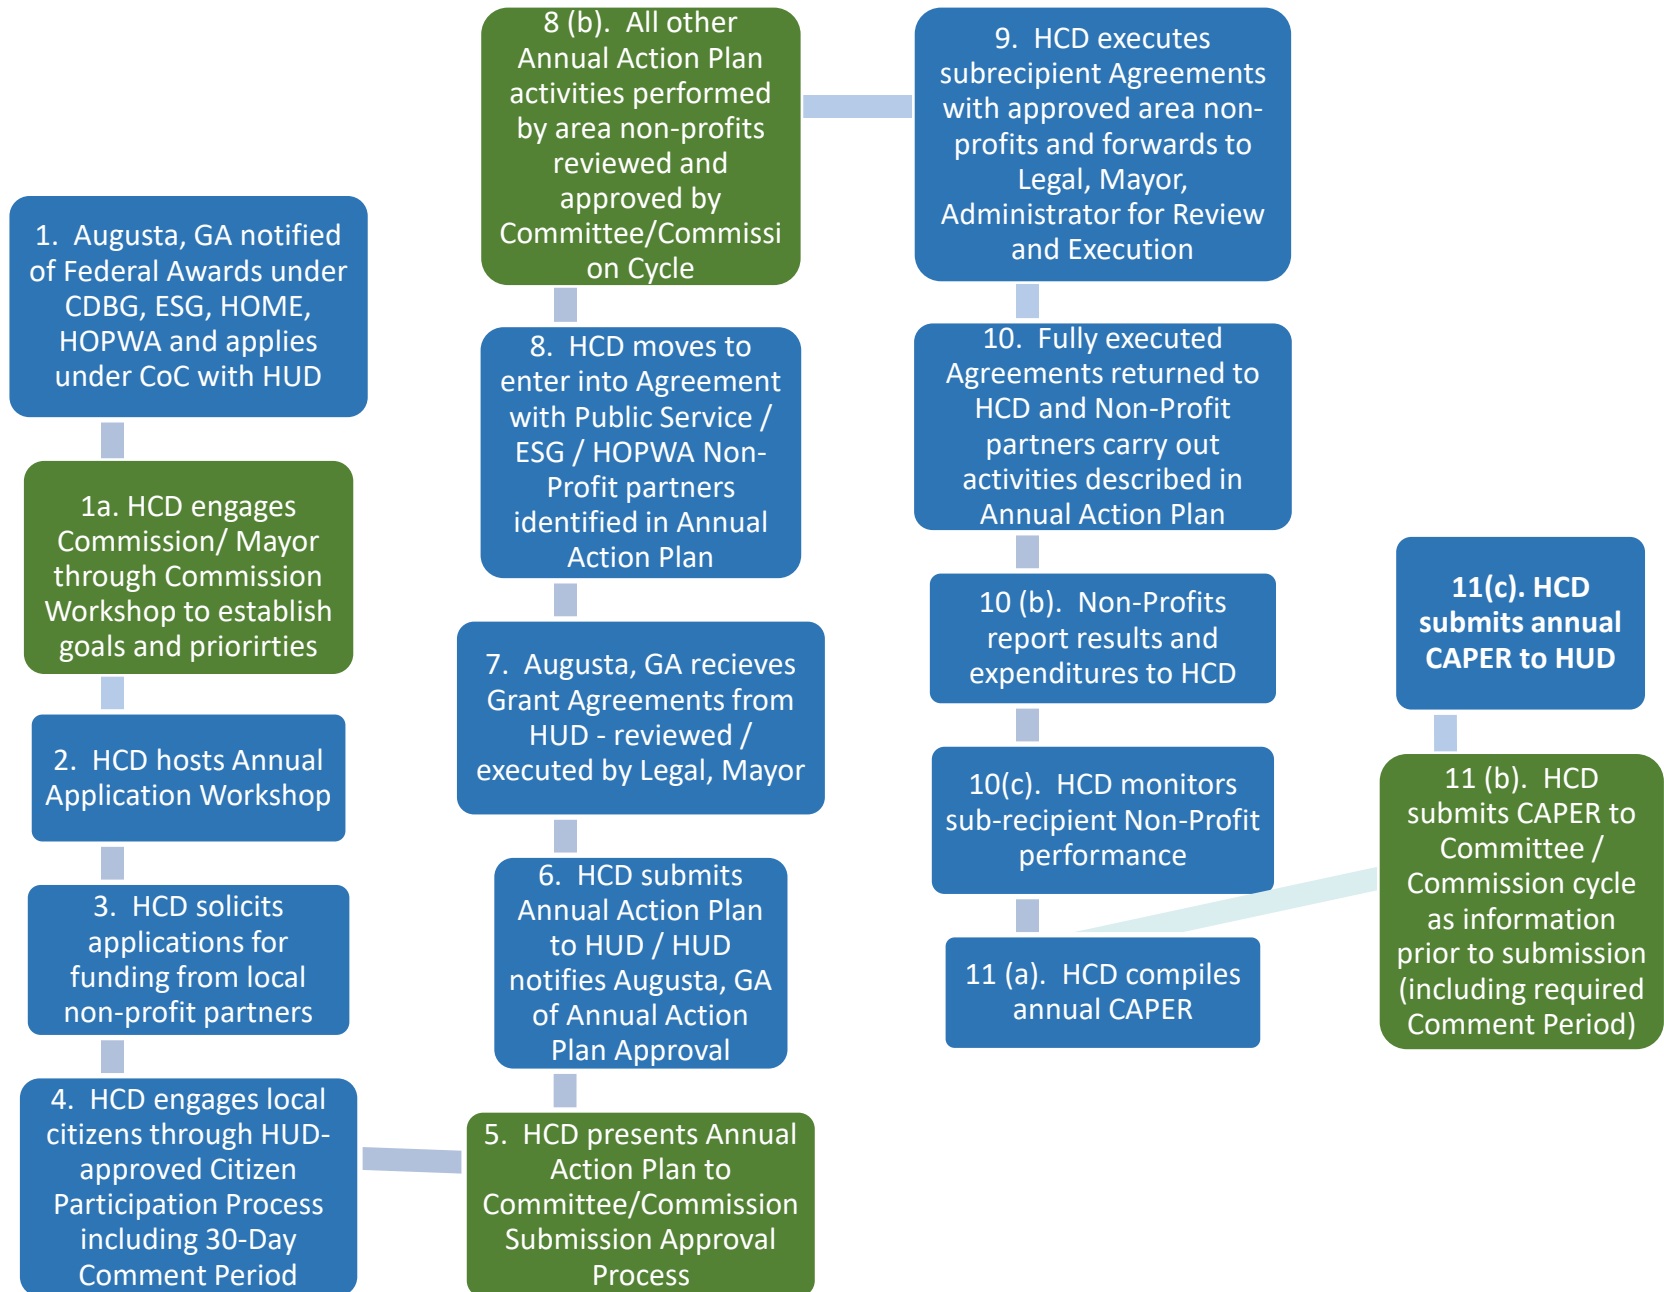 1. Augusta, GA notified
of Federal Awards under
CDBG, ESG, HOME,
HOPWA and applies
under CoC with HUD
1a. HCD engages
Commission/ Mayor
through Commission
Workshop to establish
goals and priorirties
2. HCD hosts Annual
Application Workshop
3. HCD solicits
applications for
funding from local
non-profit partners
4. HCD engages local
citizens through HUD-
approved Citizen
Participation Process
including 30-Day
Comment Period
5. HCD presents Annual
Action Plan to
Committee/Commission
Submission Approval
Process
6. HCD submits
Annual Action Plan
to HUD / HUD
notifies Augusta, GA
of Annual Action
Plan Approval
7. Augusta, GA recieves
Grant Agreements from
HUD - reviewed /
executed by Legal, Mayor
8. HCD moves to
enter into Agreement
with Public Service /
ESG / HOPWA Non-
Profit partners
identified in Annual
Action Plan
8 (b). All other
Annual Action Plan
activities performed
by area non-profits
reviewed and
approved by
Committee/Commissi
on Cycle
9. HCD executes
subrecipient Agreements
with approved area non-
profits and forwards to
Legal, Mayor,
Administrator for Review
and Execution
10. Fully executed
Agreements returned to
HCD and Non-Profit
partners carry out
activities described in
Annual Action Plan
10 (b). Non-Profits
report results and
expenditures to HCD
10(c). HCD monitors
sub-recipient Non-Profit
performance
11 (a). HCD compiles
annual CAPER
11 (b). HCD
submits CAPER to
Committee /
Commission cycle
as information
prior to submission
(including required
Comment Period)
11(c). HCD
submits annual
CAPER to HUD